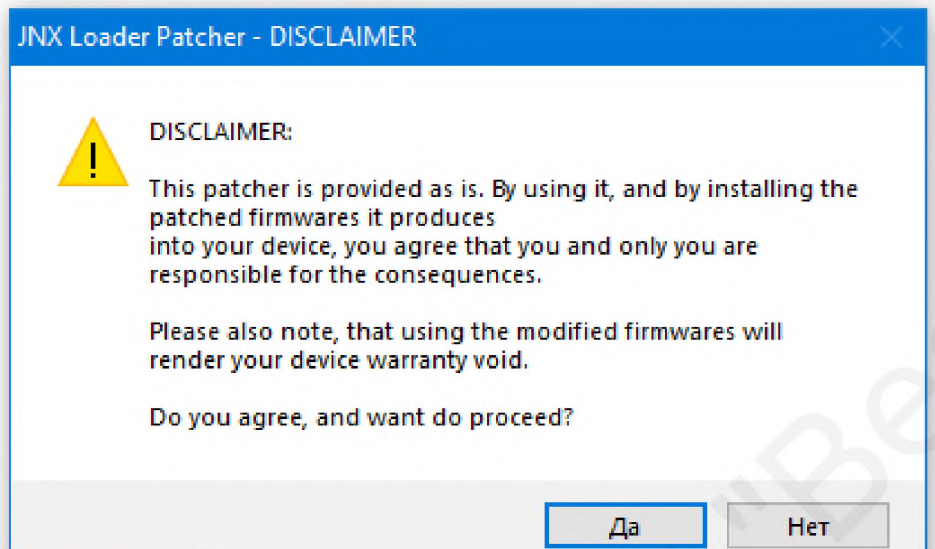 JNX Loader Patcher - DISCLAIMER
DISCLAIMER:
This patcher is provided as is. By using it, and by installing the
patched firmwares it produces
into your device, you agree that you and only you are
responsible for the consequences.
Please also note, that using the modified firmwares will
render your device warranty void.
Do you agree, and want do proceed?
Да
Нет
"Be